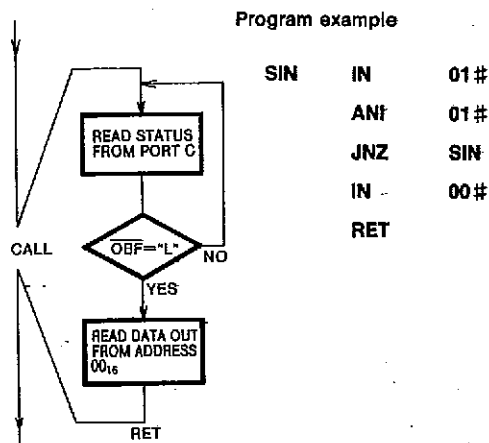 Program example
SIN IN 01#
ANI 01#
JNZ SIN
IN 00#
RET
READ STATUS
FROM PORT C
CALL
OBF="L"
NO
YES
READ DATA OUT
FROM ADDRESS
00₁₆
RET